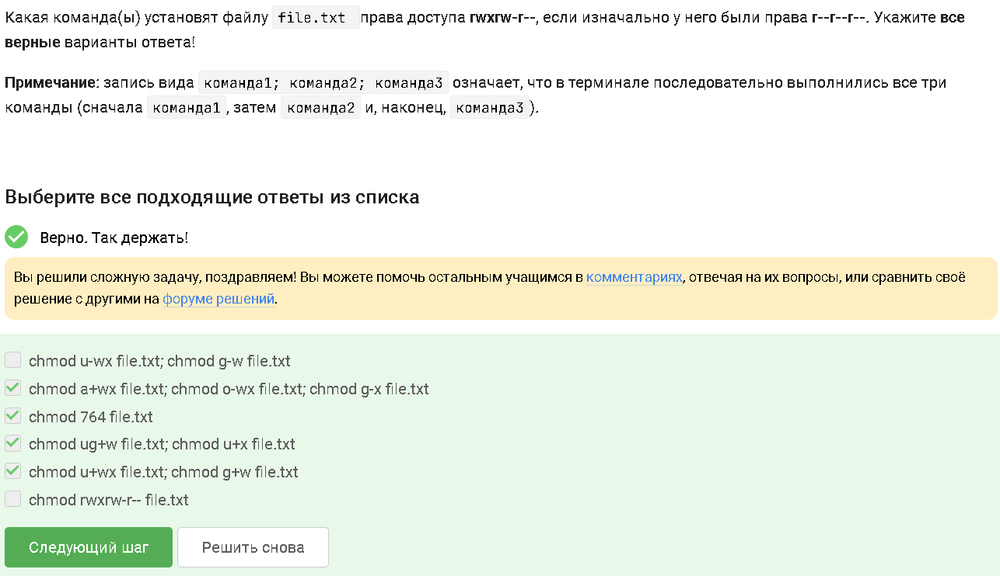 Какая команда(ы) установят файлу file.txt права доступа rwxrw-r--, если изначально у него были права r--r--r--. Укажите все
верные варианты ответа!
Примечание: запись вида команда1; команда2; команда3 означает, что в терминале последовательно выполнились все три
команды (сначала команда1, затем команда2 и, наконец, команда3).
Выберите все подходящие ответы из списка
Верно. Так держать!
Вы решили сложную задачу, поздравляем! Вы можете помочь остальным учащимся в комментариях, отвечая на их вопросы, или сравнить своё
решение с другими на форуме решений.
chmod u-wx file.txt; chmod g-w file.txt
chmod a+wx file.txt; chmod o-wx file.txt; chmod g-x file.txt
chmod 764 file.txt
chmod ug+w file.txt; chmod u+x file.txt
chmod u+wx file.txt; chmod g+w file.txt
chmod rwxrw-r-- file.txt
Следующий шаг Решить снова